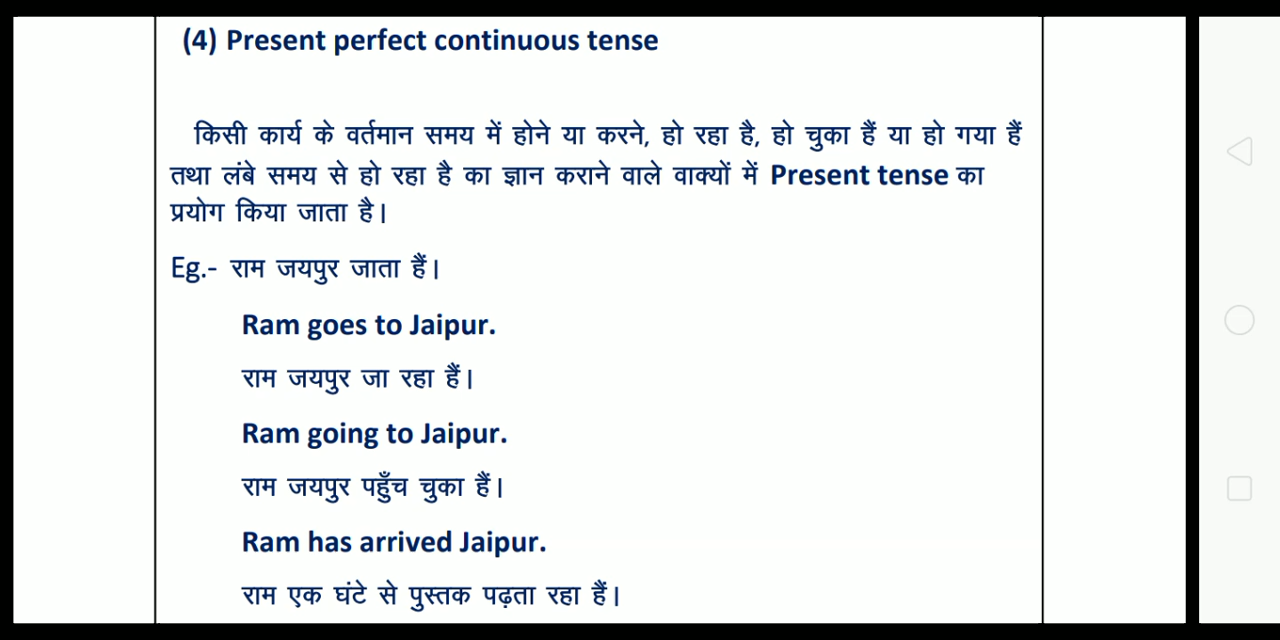 (4) Present perfect continuous tense
किसी कार्य के वर्तमान समय में होने या करने, हो रहा है, हो चुका हैं या हो गया हैं
तथा लंबे समय से हो रहा है का ज्ञान कराने वाले वाक्यों में Present tense का
प्रयोग किया जाता है।
Eg.- राम जयपुर जाता हैं।
Ram goes to Jaipur.
राम जयपुर जा रहा हैं।
Ram going to Jaipur.
राम जयपुर पहुँच चुका हैं।
Ram has arrived Jaipur.
राम एक घंटे से पुस्तक पढ़ता रहा हैं।